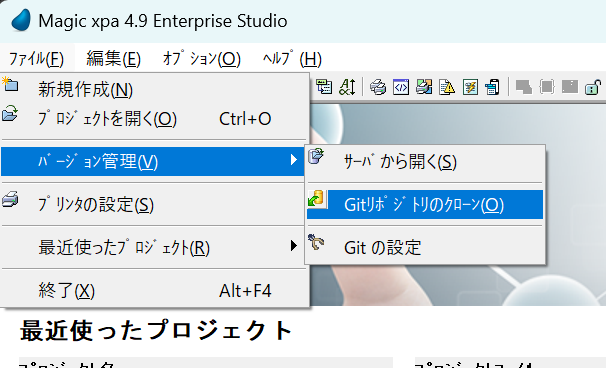 Magic xpa 4.9 Enterprise Studio
ﾌｧｲﾙ(F) 編集(E) ｵﾌﾟｼｮﾝ(O) ﾍﾙﾌﾟ(H)
新規作成(N)
ﾌﾟﾛｼﾞｪｸﾄを開く(O) Ctrl+O
ﾊﾞｰｼﾞｮﾝ管理(V)
ｻｰﾊﾞから開く(S)
ﾌﾟﾘﾝﾀの設定(S)
Gitﾘﾎﾟｼﾞﾄﾘのｸﾛｰﾝ(O)
最近使ったﾌﾟﾛｼﾞｪｸﾄ(R)
Git の設定
終了(X) Alt+F4
最近使ったプロジェクト